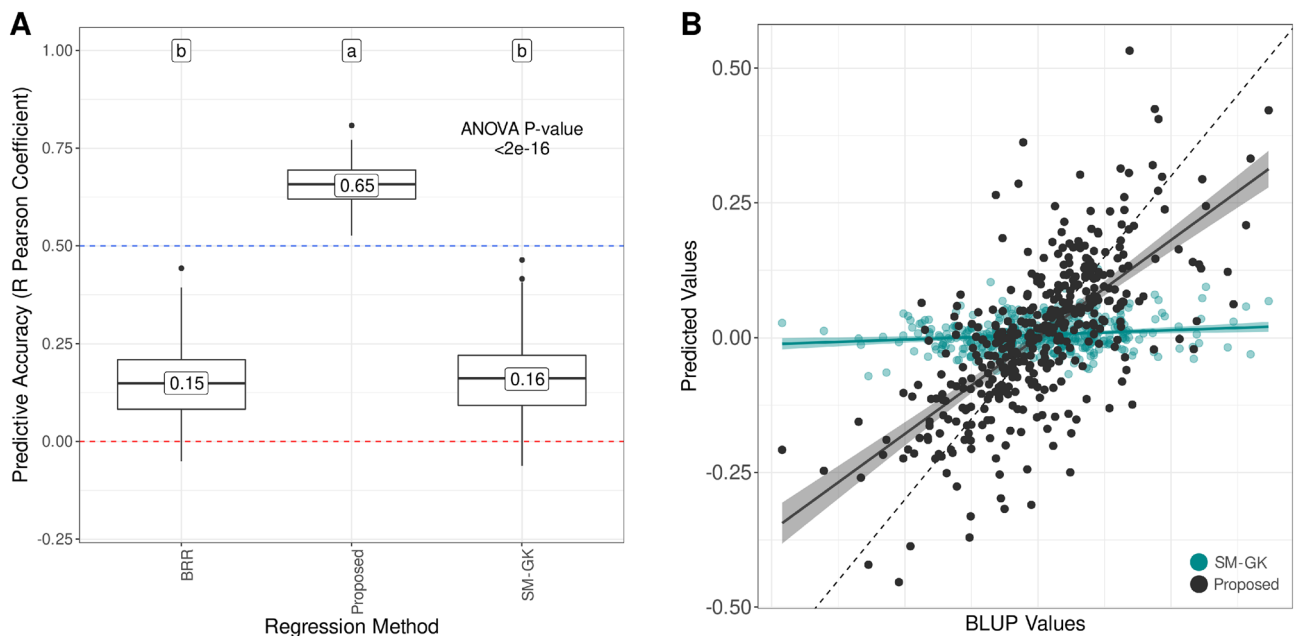 A
Predictive Accuracy (R Pearson Coefficient)
1.00
0.75
0.50
0.25
0.00
-0.25
b
a
b
ANOVA P-value
<2e-16
0.65
0.15
0.16
BRR
Proposed
SM-GK
Regression Method
B
Predicted Values
0.50
0.25
0.00
-0.25
-0.50
SM-GK
Proposed
BLUP Values